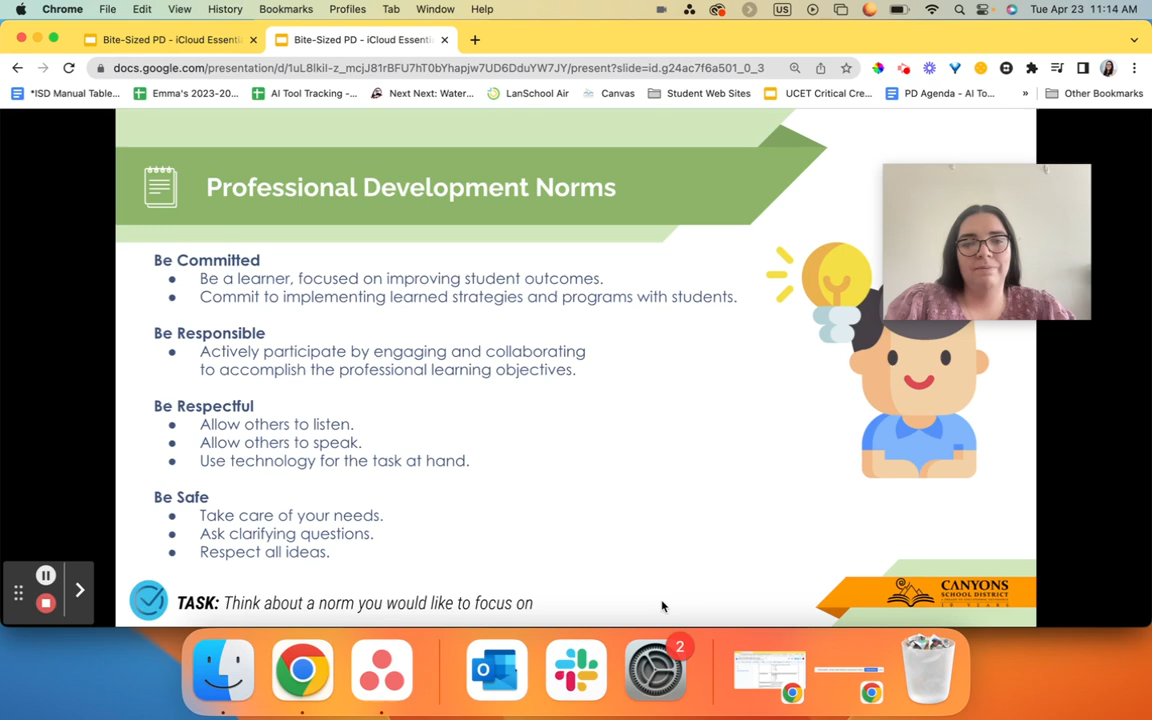 Chrome File Edit View History Bookmarks Profiles Tab Window Help US Tue Apr 23 11:14 AM
Bite-Sized PD - iCloud Essenti Bite-Sized PD - iCloud Essenti
docs.google.com/presentation/d/1uL8lkil-z_mcjJ81rBFU7hT0bYhapjw7UD6DduYW7JY/present?slide=id.g24ac7f6a501_0_3
*ISD Manual Table... Emma's 2023-20... AI Tool Tracking -... Next Next: Water... LanSchool Air Canvas Student Web Sites UCET Critical Cre... PD Agenda - AI To... » Other Bookmarks
Professional Development Norms
Be Committed
● Be a learner, focused on improving student outcomes.
● Commit to implementing learned strategies and programs with students.
Be Responsible
● Actively participate by engaging and collaborating
to accomplish the professional learning objectives.
Be Respectful
● Allow others to listen.
● Allow others to speak.
● Use technology for the task at hand.
Be Safe
● Take care of your needs.
● Ask clarifying questions.
● Respect all ideas.
TASK: Think about a norm you would like to focus on
CANYONS
SCHOOL DISTRICT
2